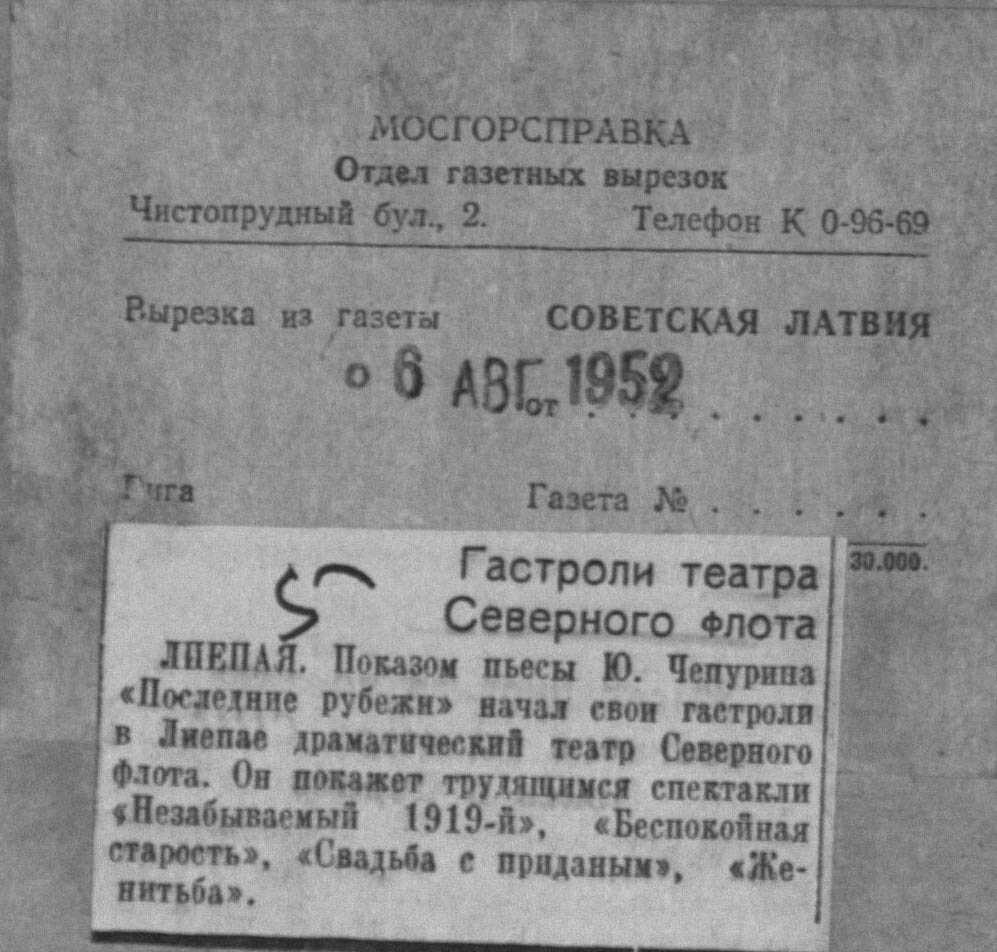 МОСГОРСПРАВКА
Отдел газетных вырезок
Чистопрудный бул., 2. Телефон К 0-96-69
Вырезка из газеты СОВЕТСКАЯ ЛАТВИЯ
6 АВГ 1952
от . . . . . . . . .
Рига Газета № . . . . . .
30.000.
Гастроли театра
Северного флота
ЛИЕПАЯ. Показом пьесы Ю. Чепурина
«Последние рубежи» начал свои гастроли
в Лиепае драматический театр Северного
флота. Он покажет трудящимся спектакли
«Незабываемый 1919-й», «Беспокойная
старость», «Свадьба с приданым», «Же-
нитьба».